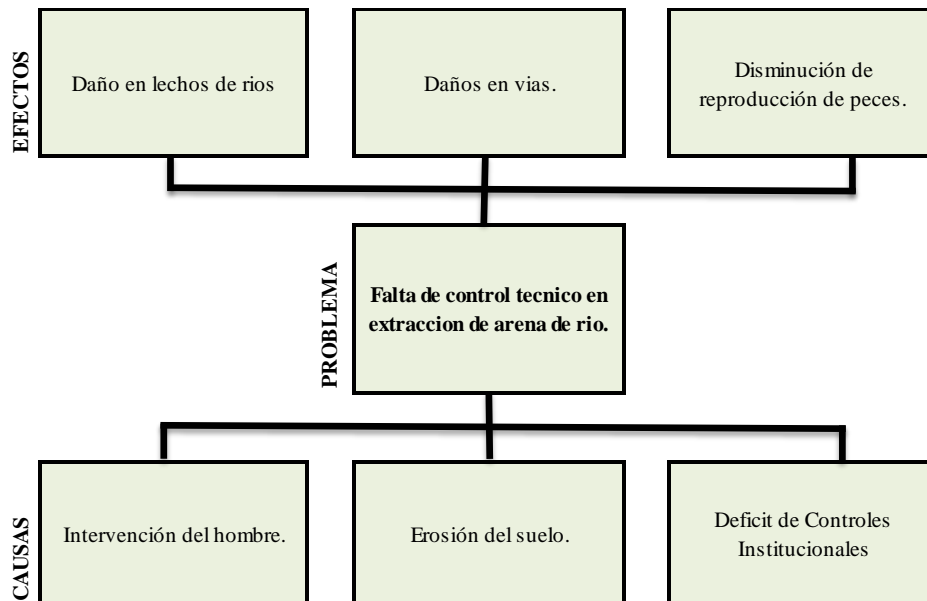 EFECTOS
Daño en lechos de rios
Daños en vias.
Disminución de
reproducción de peces.
PROBLEMA
Falta de control tecnico en
extraccion de arena de rio.
CAUSAS
Intervención del hombre.
Erosión del suelo.
Deficit de Controles
Institucionales